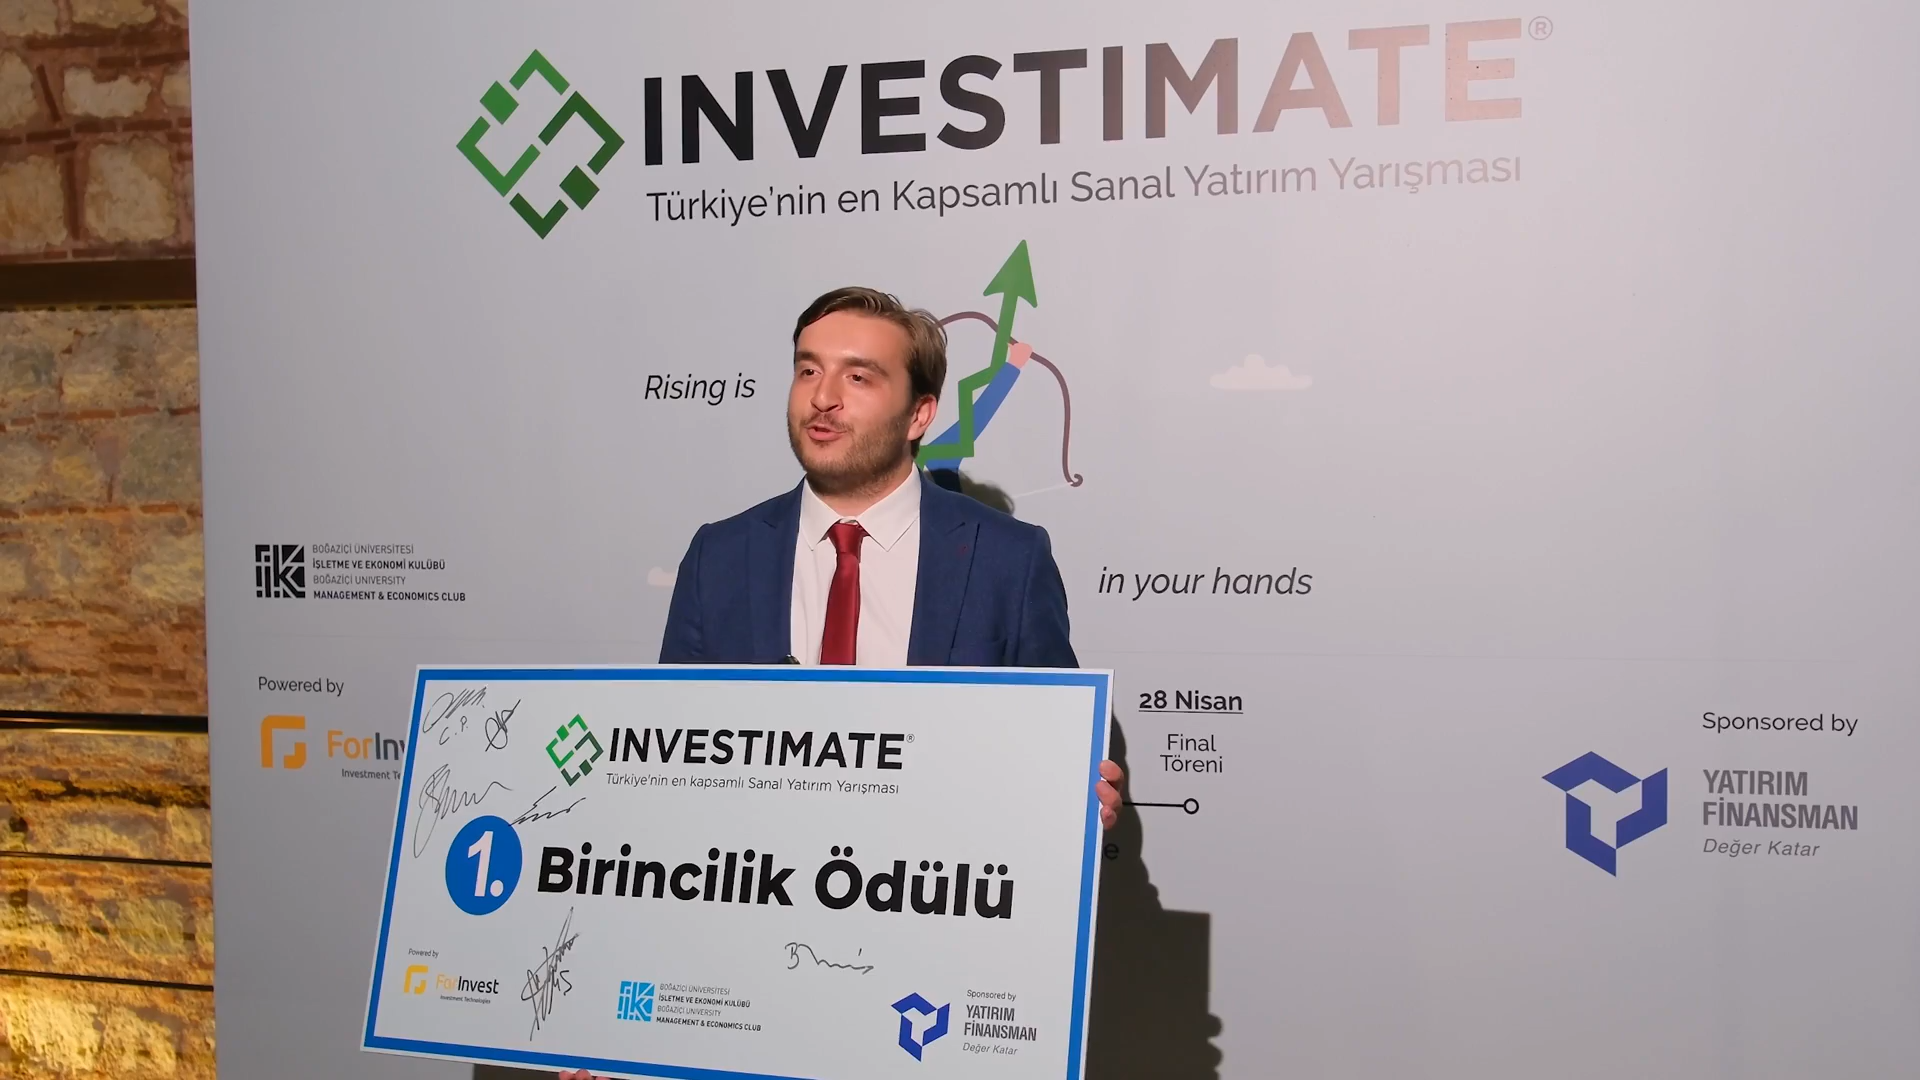 INVESTIMATE®
Türkiye'nin en Kapsamlı Sanal Yatırım Yarışması
Rising is
in your hands
BOĞAZİÇİ ÜNİVERSİTESİ
İŞLETME VE EKONOMİ KULÜBÜ
BOĞAZİÇİ UNIVERSITY
MANAGEMENT & ECONOMICS CLUB
Powered by
28 Nisan
Final
Töreni
Sponsored by
YATIRIM
FİNANSMAN
Değer Katar
C.P.
INVESTIMATE®
Türkiye'nin en kapsamlı Sanal Yatırım Yarışması
1. Birincilik Ödülü
Powered by
ForInvest
Investment Technologies
BOĞAZİÇİ ÜNİVERSİTESİ
İŞLETME VE EKONOMİ KULÜBÜ
BOĞAZİÇİ UNIVERSITY
MANAGEMENT & ECONOMICS CLUB
Sponsored by
YATIRIM
FİNANSMAN
Değer Katar